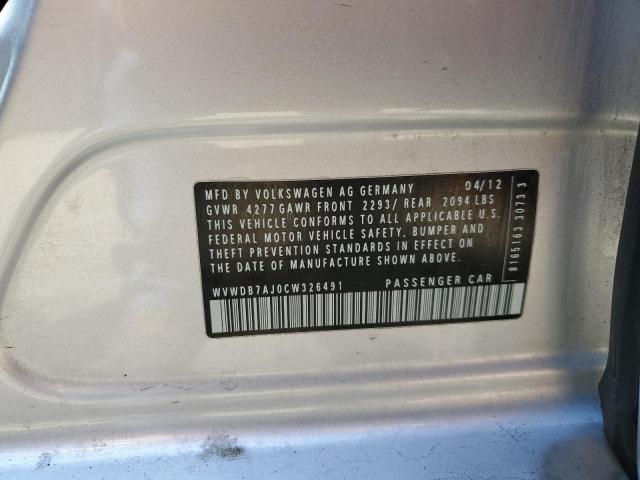 MFD BY VOLKSWAGEN AG GERMANY 04/12
GVWR 4277 GAWR FRONT 2293/ REAR 2094 LBS
THIS VEHICLE CONFORMS TO ALL APPLICABLE U.S.
FEDERAL MOTOR VEHICLE SAFETY, BUMPER AND
THEFT PREVENTION STANDARDS IN EFFECT ON
THE DATE OF MANUFACTURE SHOWN ABOVE.
WVWDB7AJ0CW326491 PASSENGER CAR
8165163 3073 3